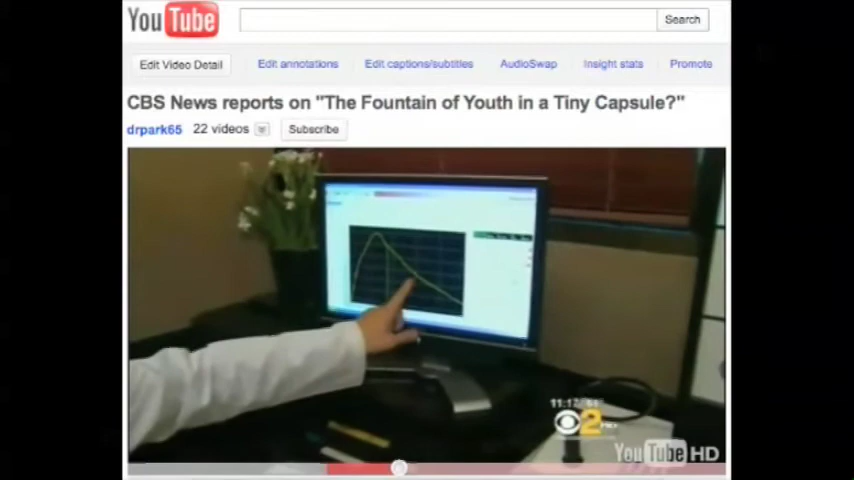 YouTube
Search
Edit Video Detail
Edit annotations
Edit captions/subtitles
AudioSwap
Insight stats
Promote
CBS News reports on "The Fountain of Youth in a Tiny Capsule?"
drpark65
22 videos
Subscribe
2
YouTube HD